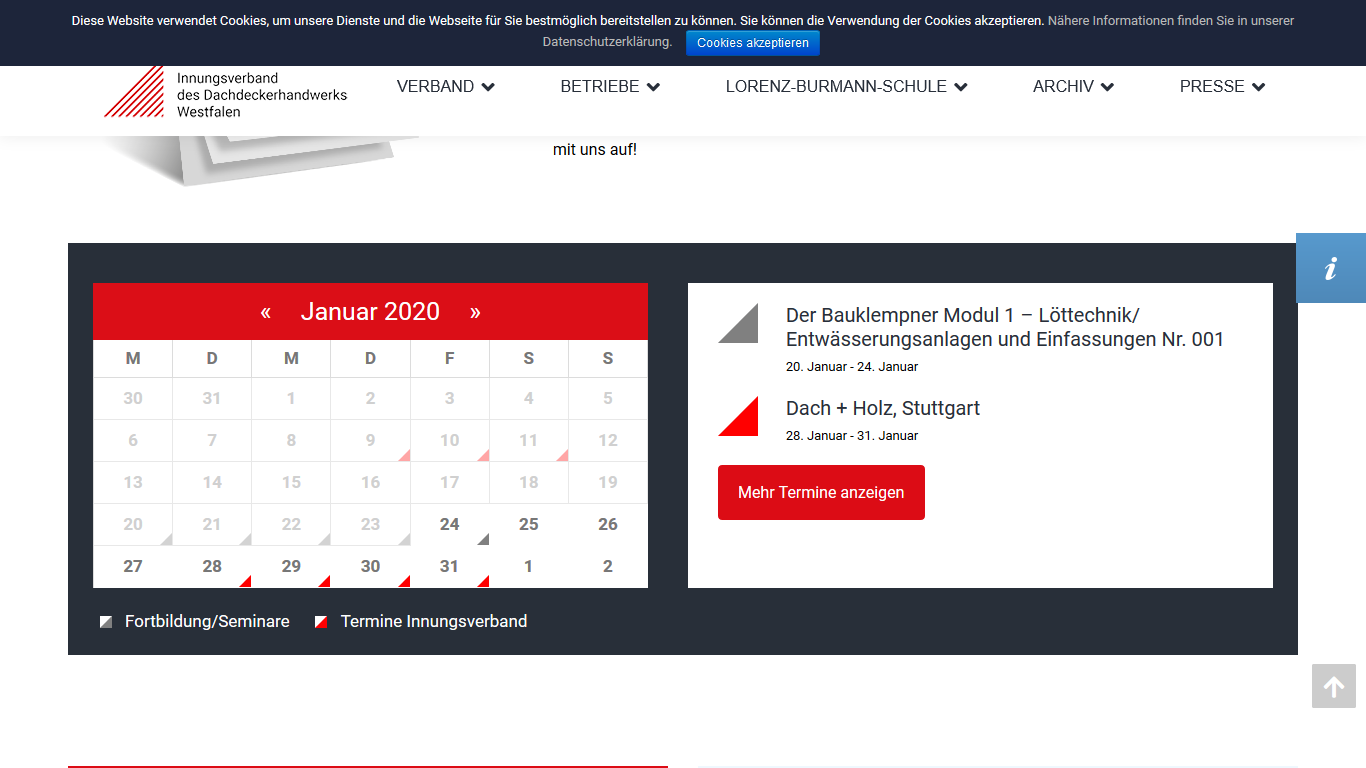 Diese Website verwendet Cookies, um unsere Dienste und die Webseite für Sie bestmöglich bereitstellen zu können. Sie können die Verwendung der Cookies akzeptieren. Nähere Informationen finden Sie in unserer
Datenschutzerklärung. Cookies akzeptieren
Innungsverband
des Dachdeckerhandwerks
Westfalen
VERBAND BETRIEBE LORENZ-BURMANN-SCHULE ARCHIV PRESSE
mit uns auf!
i
« Januar 2020 »
M D M D F S S
30 31 1 2 3 4 5
6 7 8 9 10 11 12
13 14 15 16 17 18 19
20 21 22 23 24 25 26
27 28 29 30 31 1 2
Fortbildung/Seminare Termine Innungsverband
Der Bauklempner Modul 1 – Löttechnik/
Entwässerungsanlagen und Einfassungen Nr. 001
20. Januar - 24. Januar
Dach + Holz, Stuttgart
28. Januar - 31. Januar
Mehr Termine anzeigen